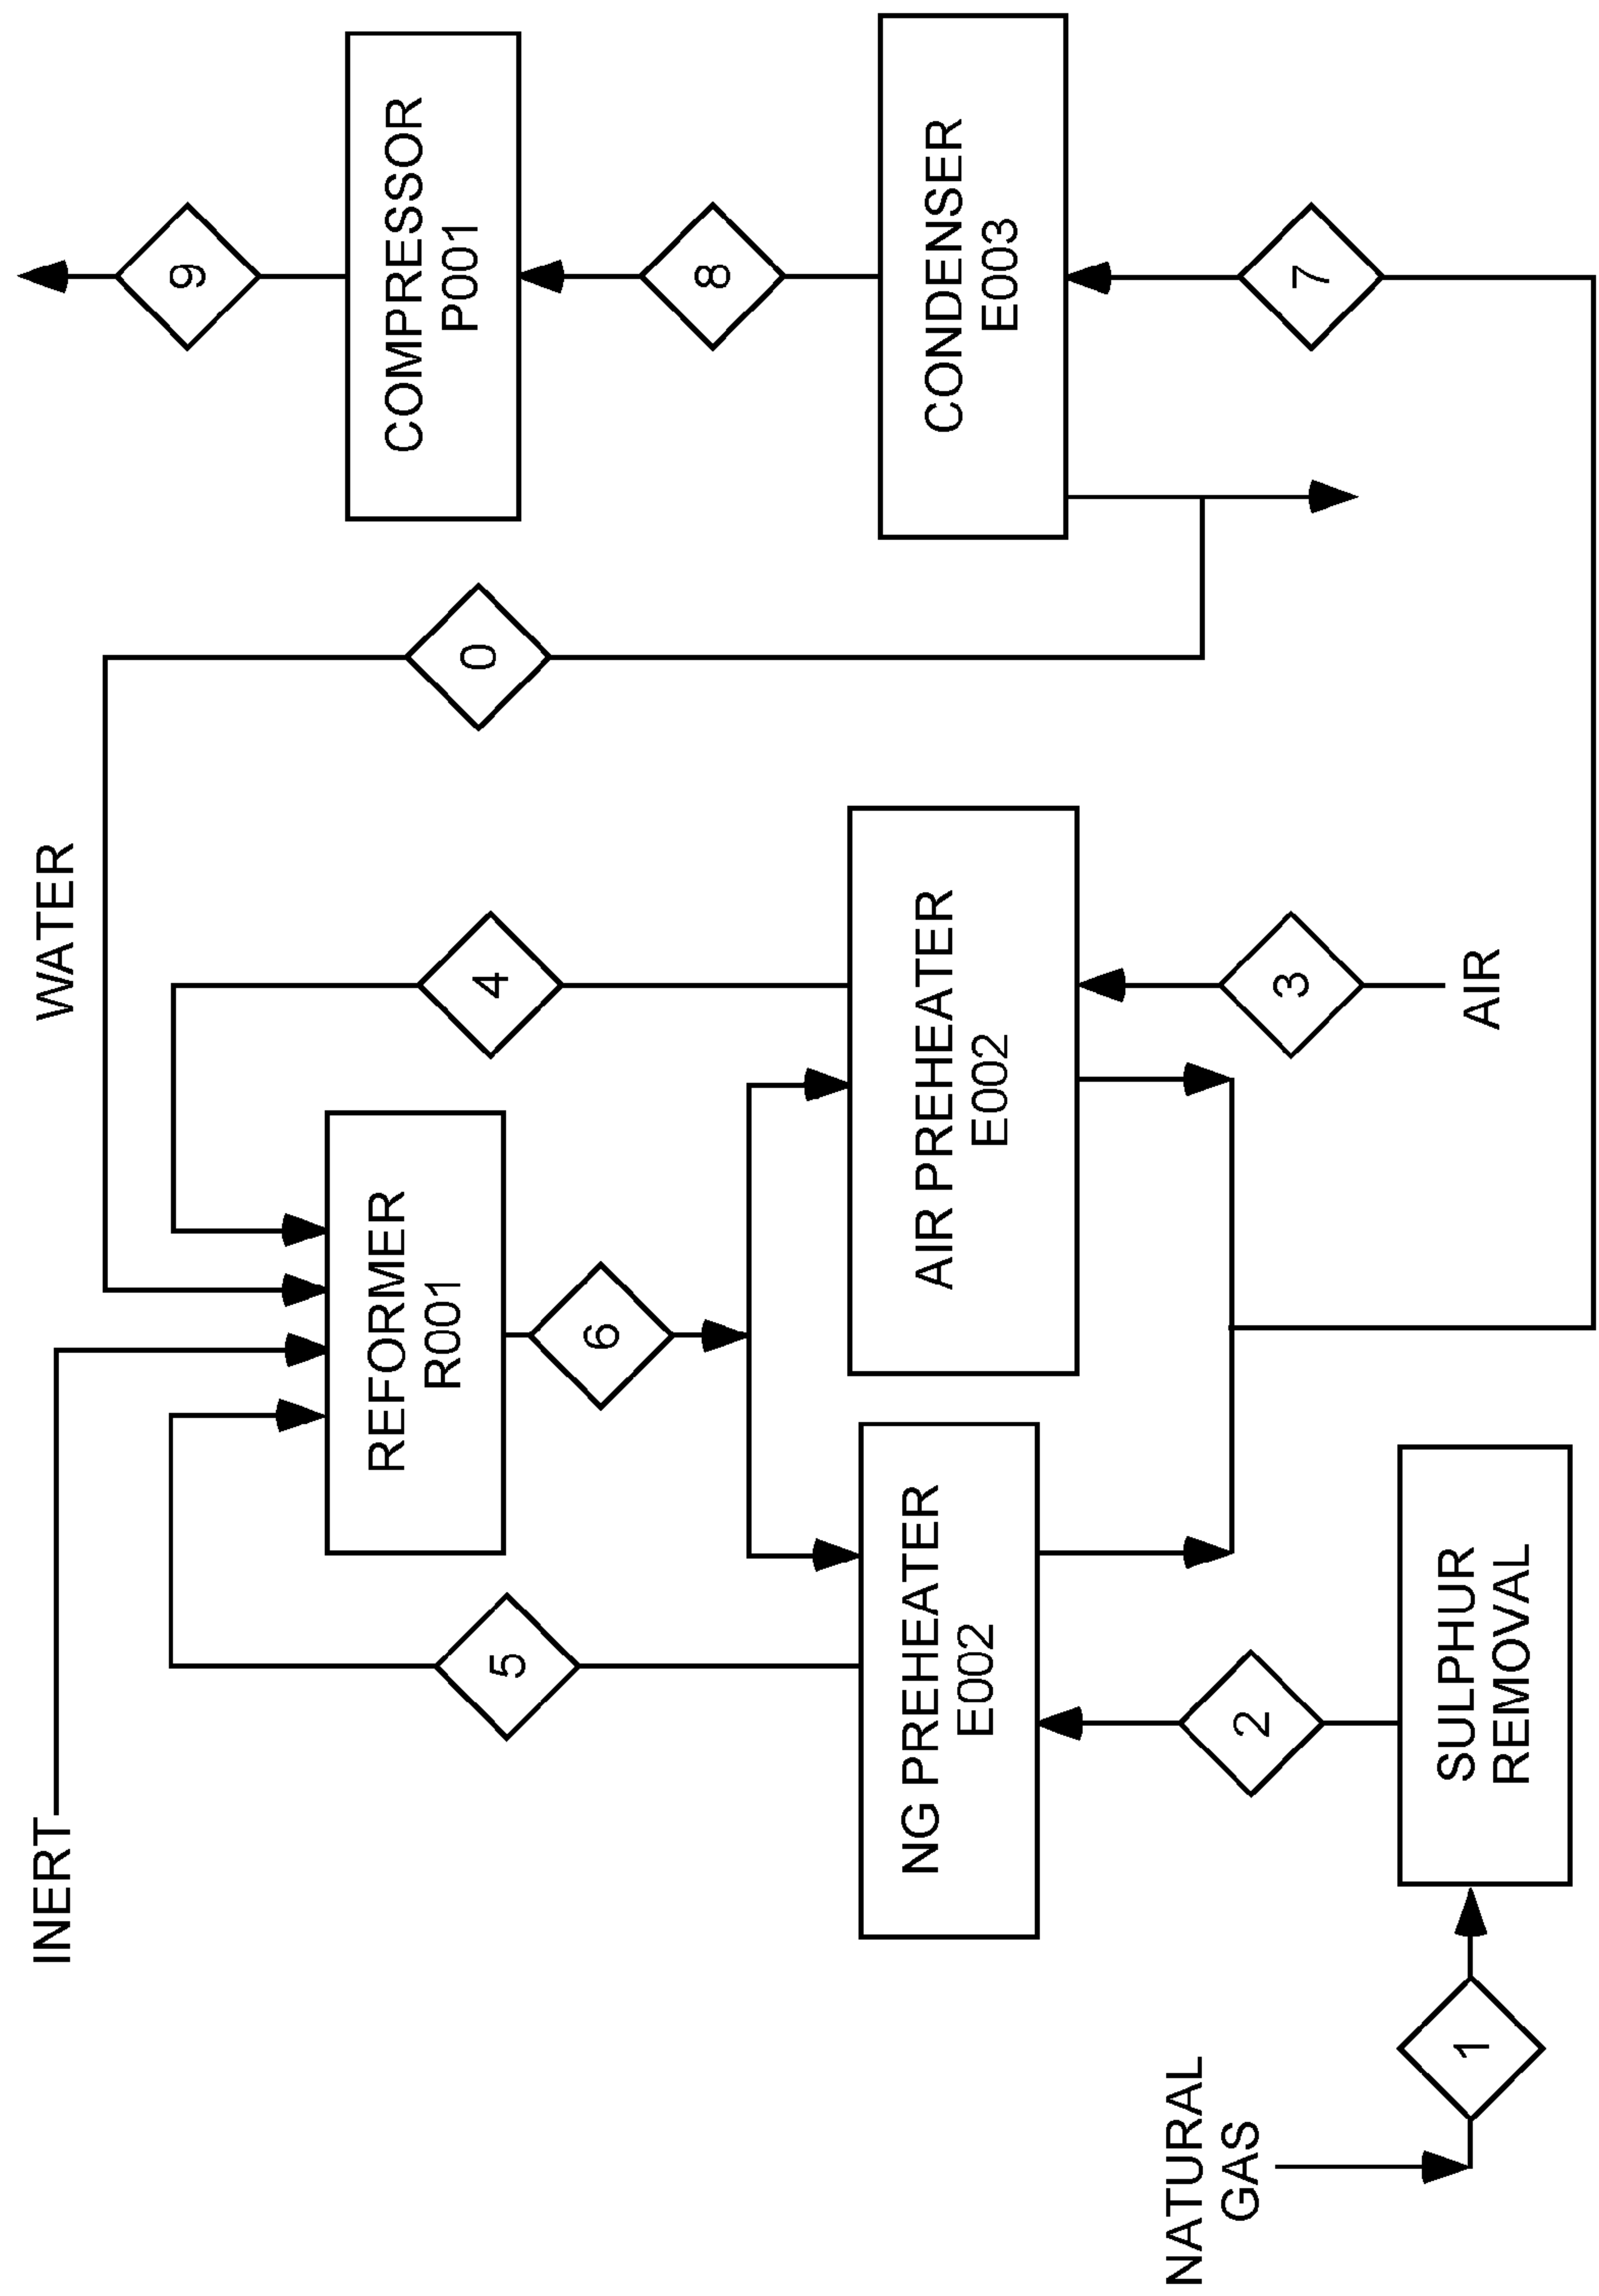 INERT
WATER
9
COMPRESSOR
P001
5
REFORMER
R001
4
0
6
8
NG PREHEATER
E002
AIR PREHEATER
E002
CONDENSER
E003
NATURAL
GAS
2
3
7
1
SULPHUR
REMOVAL
AIR